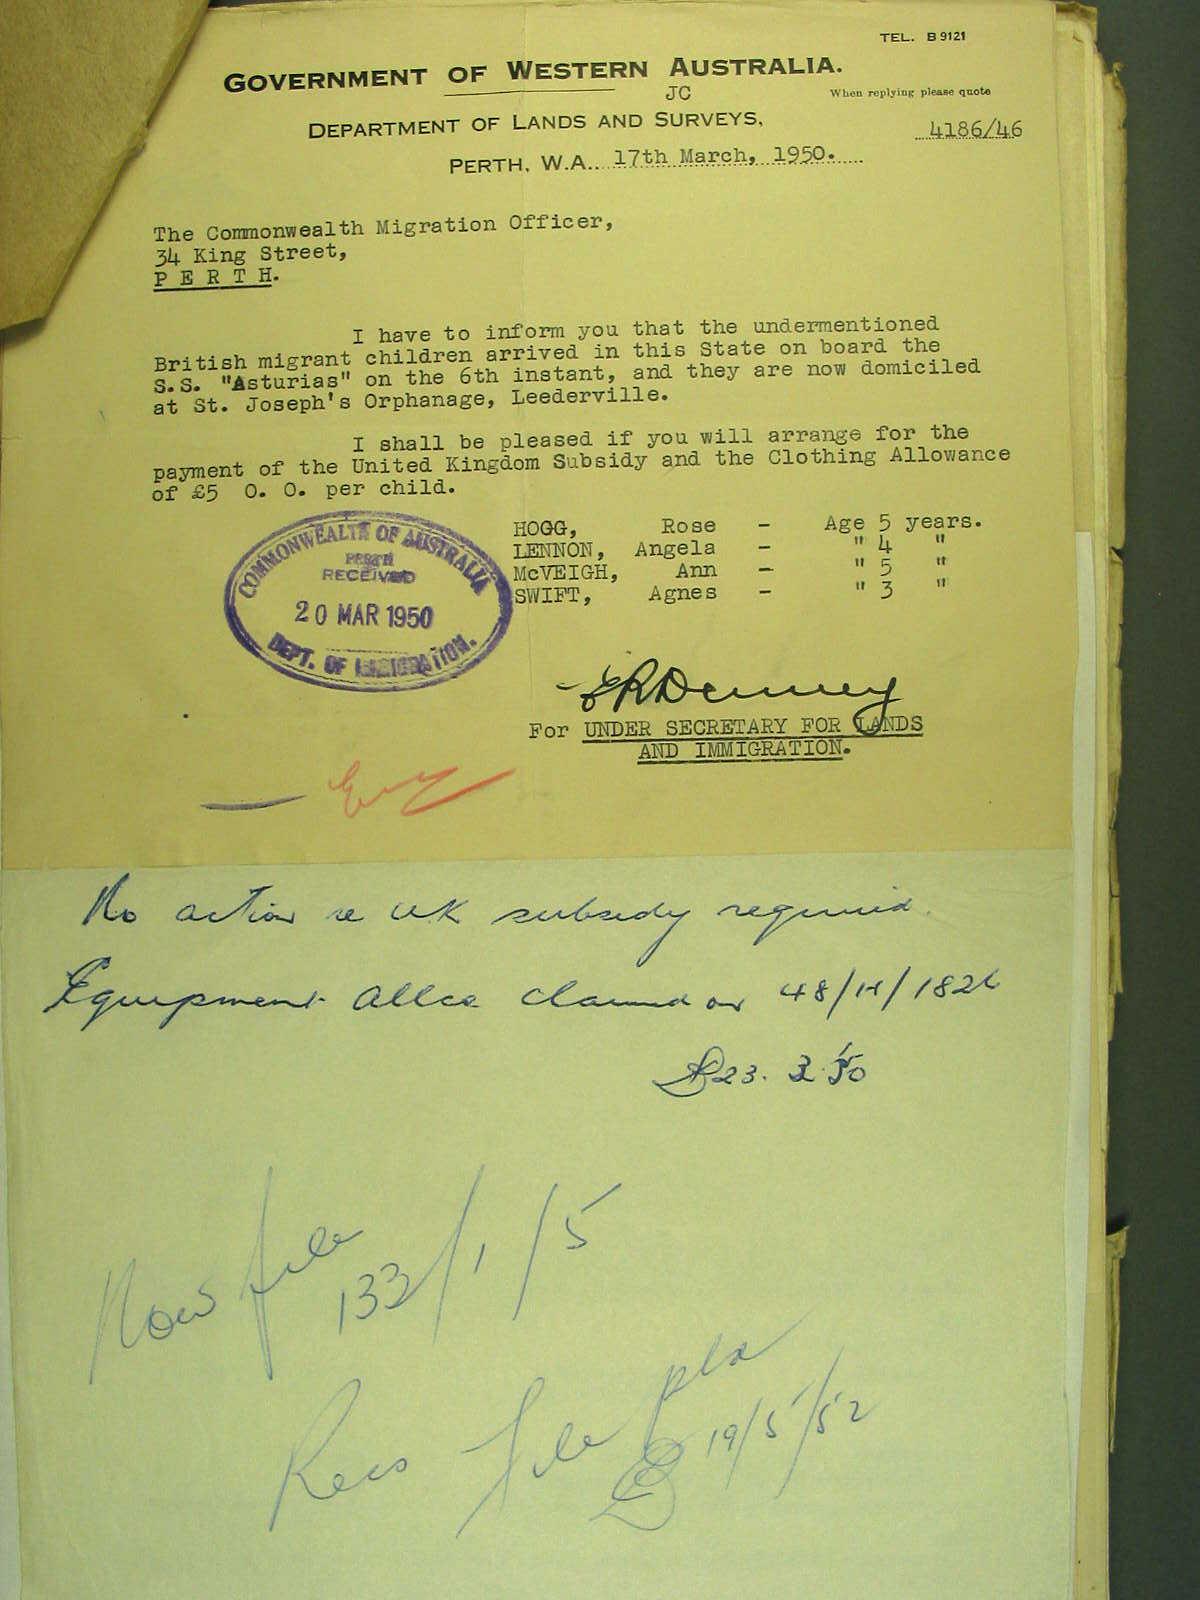 TEL. B 9121
GOVERNMENT OF WESTERN AUSTRALIA.
JC
When replying please quote
DEPARTMENT OF LANDS AND SURVEYS,
4186/46
PERTH, W.A. 17th March, 1950.
The Commonwealth Migration Officer,
34 King Street,
P E R T H.
I have to inform you that the undermentioned
British migrant children arrived in this State on board the
S.S. "Asturias" on the 6th instant, and they are now domiciled
at St. Joseph's Orphanage, Leederville.
I shall be pleased if you will arrange for the
payment of the United Kingdom Subsidy and the Clothing Allowance
of £5 0. 0. per child.
HOGG, Rose - Age 5 years.
LENNON, Angela - " 4 "
McVEIGH, Ann - " 5 "
SWIFT, Agnes - " 3 "
COMMONWEALTH OF AUSTRALIA
PERTH
RECEIVED
20 MAR 1950
DEPT. OF IMMIGRATION.
For UNDER SECRETARY FOR LANDS
AND IMMIGRATION.
No action re UK subsidy required.
Equipment allce claimed on 48/H/1826
23.3.50
Now file 133/1/5
Recs file pla
19/5/52